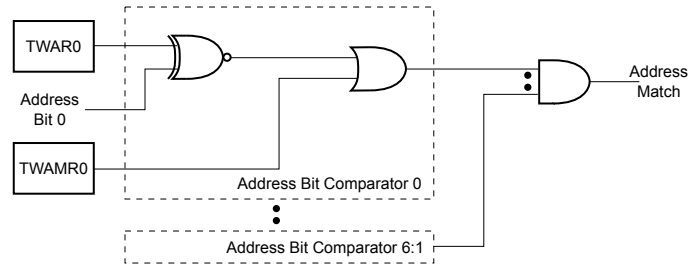 TWAR0
Address
Bit 0
TWAMR0
Address Bit Comparator 0
Address
Match
Address Bit Comparator 6:1